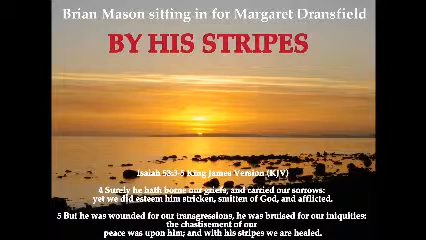 Brian Mason sitting in for Margaret Dransfield
BY HIS STRIPES
Isaiah 53:3-5 King James Version (KJV)
4 Surely he hath borne our griefs, and carried our sorrows:
yet we did esteem him stricken, smitten of God, and afflicted.
5 But he was wounded for our transgressions, he was bruised for our iniquities:
the chastisement of our
peace was upon him; and with his stripes we are healed.